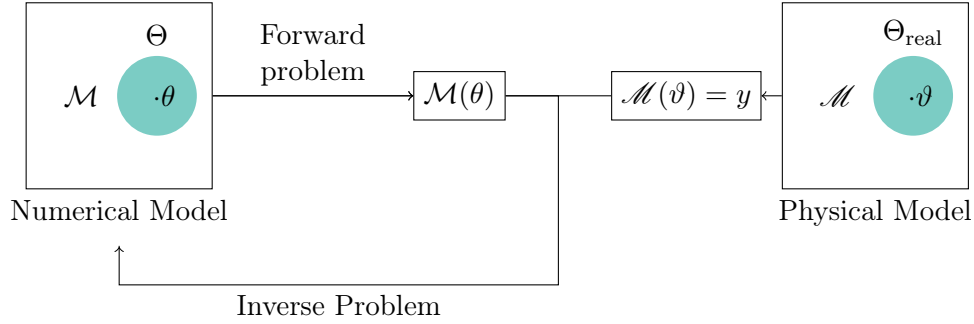 Θ
Forward
problem
Θ_real
ℳ
·θ
ℳ(θ)
ℳ(ϑ) = y
ℳ
·ϑ
Numerical Model
Physical Model
Inverse Problem